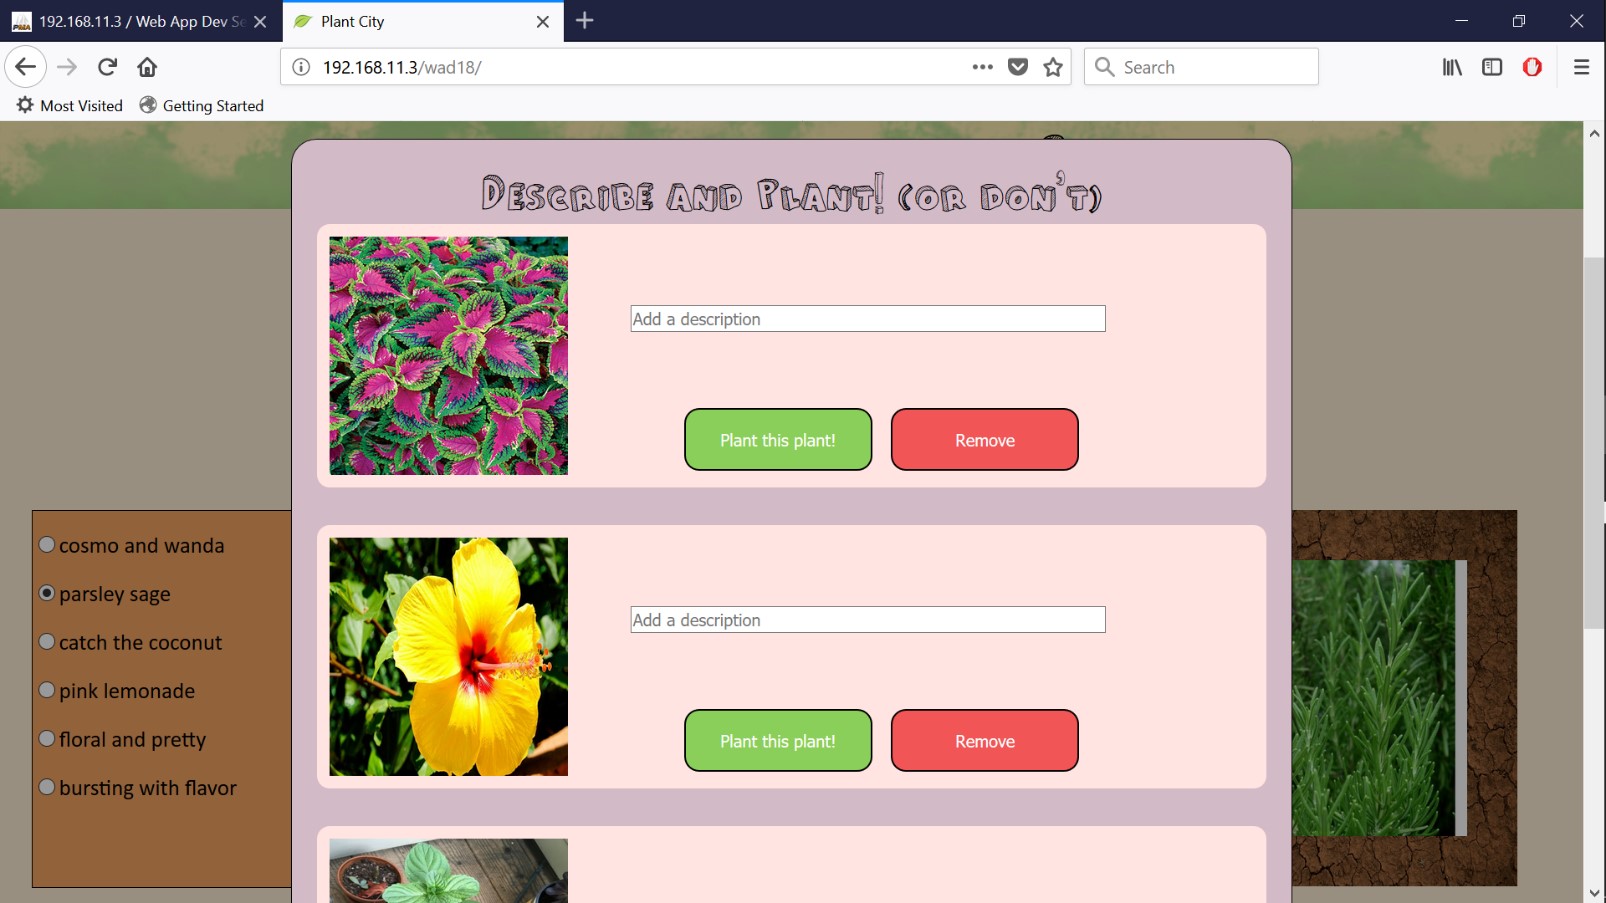 192.168.11.3 / Web App Dev Se
Plant City
192.168.11.3/wad18/
Search
Most Visited
Getting Started
Describe and Plant! (or don't)
Add a description
Plant this plant!
Remove
cosmo and wanda
parsley sage
catch the coconut
pink lemonade
floral and pretty
bursting with flavor
Add a description
Plant this plant!
Remove